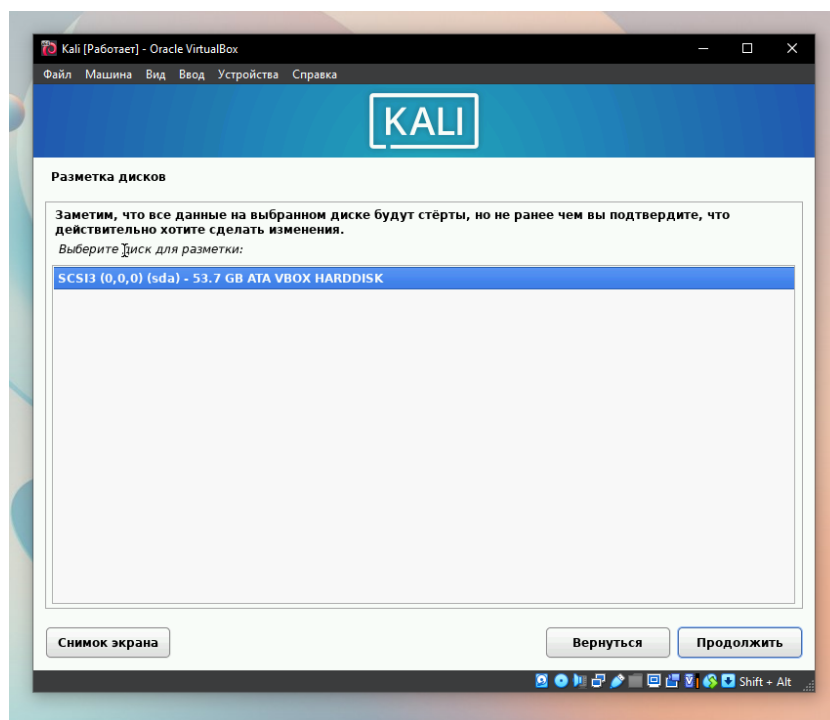 Kali [Работает] - Oracle VirtualBox
Файл Машина Вид Ввод Устройства Справка
KALI
Разметка дисков
Заметим, что все данные на выбранном диске будут стёрты, но не ранее чем вы подтвердите, что
действительно хотите сделать изменения.
Выберите диск для разметки:
SCSI3 (0,0,0) (sda) - 53.7 GB ATA VBOX HARDDISK
Снимок экрана
Вернуться
Продолжить
Shift + Alt